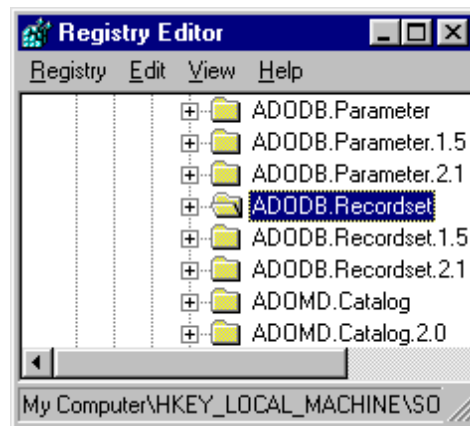 Registry Editor
Registry Edit View Help
ADODB.Parameter
ADODB.Parameter.1.5
ADODB.Parameter.2.1
ADODB.Recordset
ADODB.Recordset.1.5
ADODB.Recordset.2.1
ADOMD.Catalog
ADOMD.Catalog.2.0
My Computer\HKEY_LOCAL_MACHINE\SO